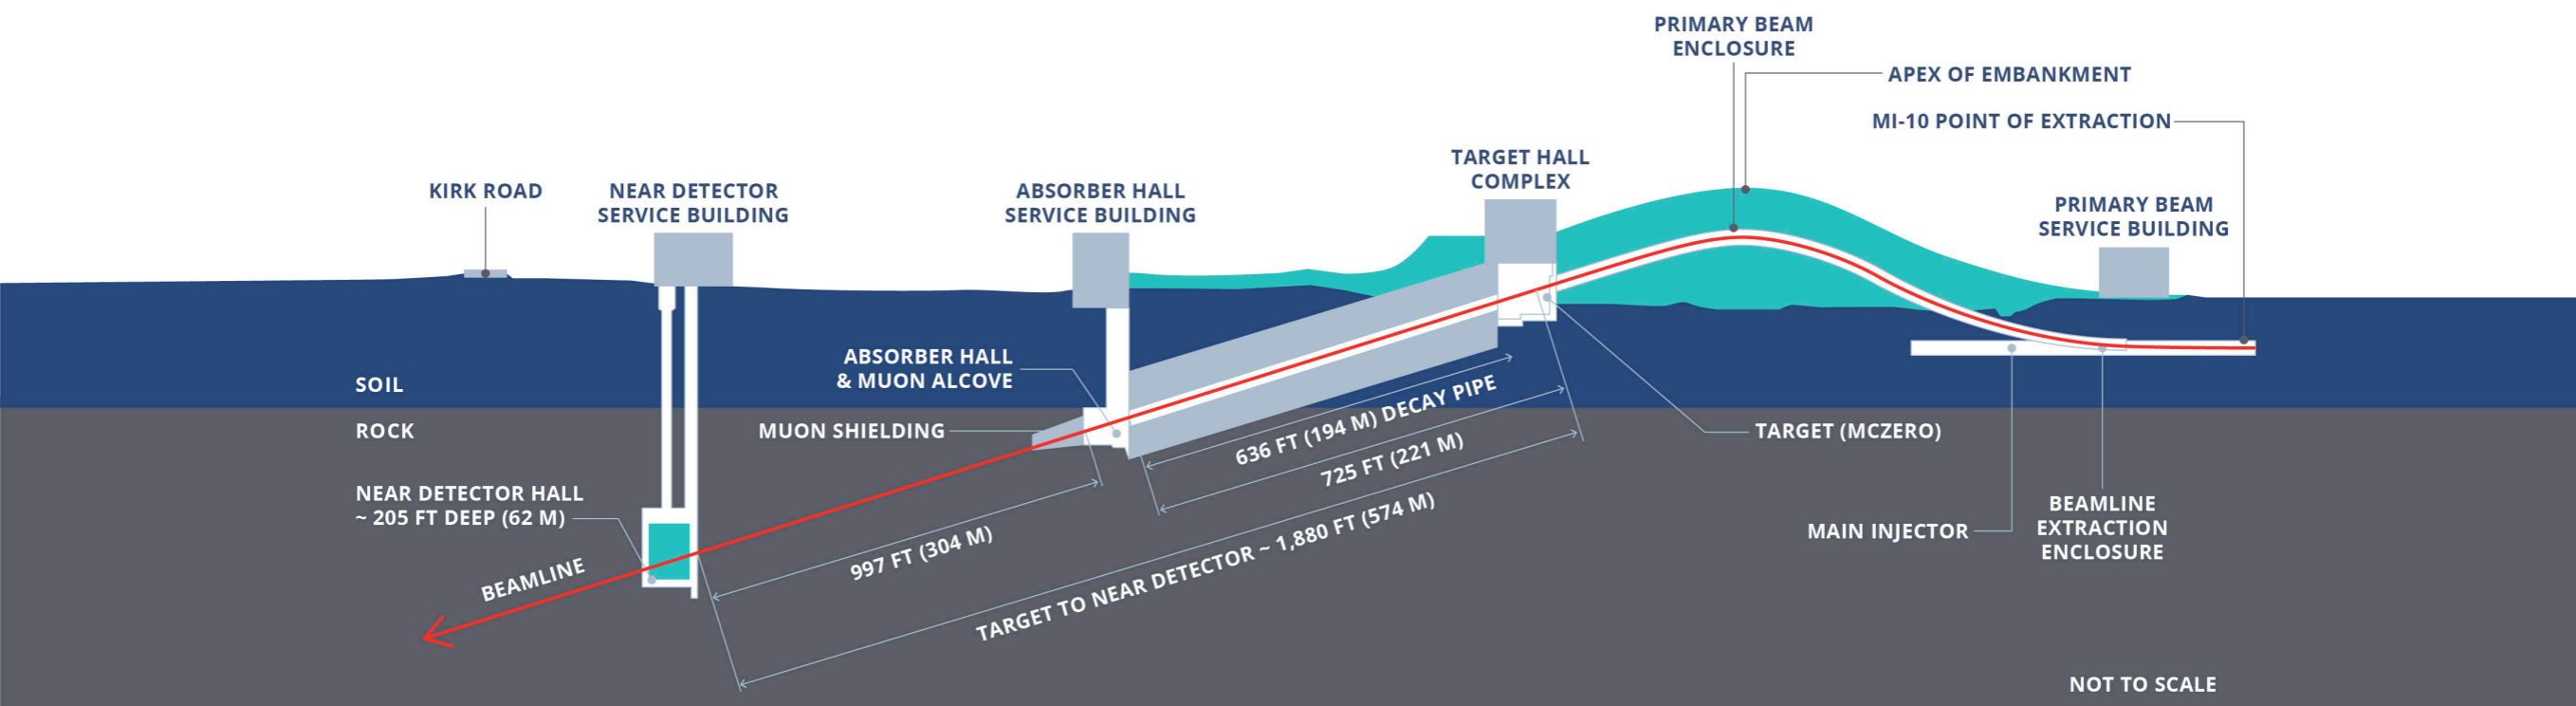 PRIMARY BEAM
ENCLOSURE
APEX OF EMBANKMENT
MI-10 POINT OF EXTRACTION
TARGET HALL
COMPLEX
KIRK ROAD
NEAR DETECTOR
SERVICE BUILDING
ABSORBER HALL
SERVICE BUILDING
PRIMARY BEAM
SERVICE BUILDING
ABSORBER HALL
& MUON ALCOVE
SOIL
ROCK
MUON SHIELDING
636 FT (194 M) DECAY PIPE
725 FT (221 M)
TARGET (MCZERO)
NEAR DETECTOR HALL
~ 205 FT DEEP (62 M)
BEAMLINE
997 FT (304 M)
TARGET TO NEAR DETECTOR ~ 1,880 FT (574 M)
MAIN INJECTOR
BEAMLINE
EXTRACTION
ENCLOSURE
NOT TO SCALE